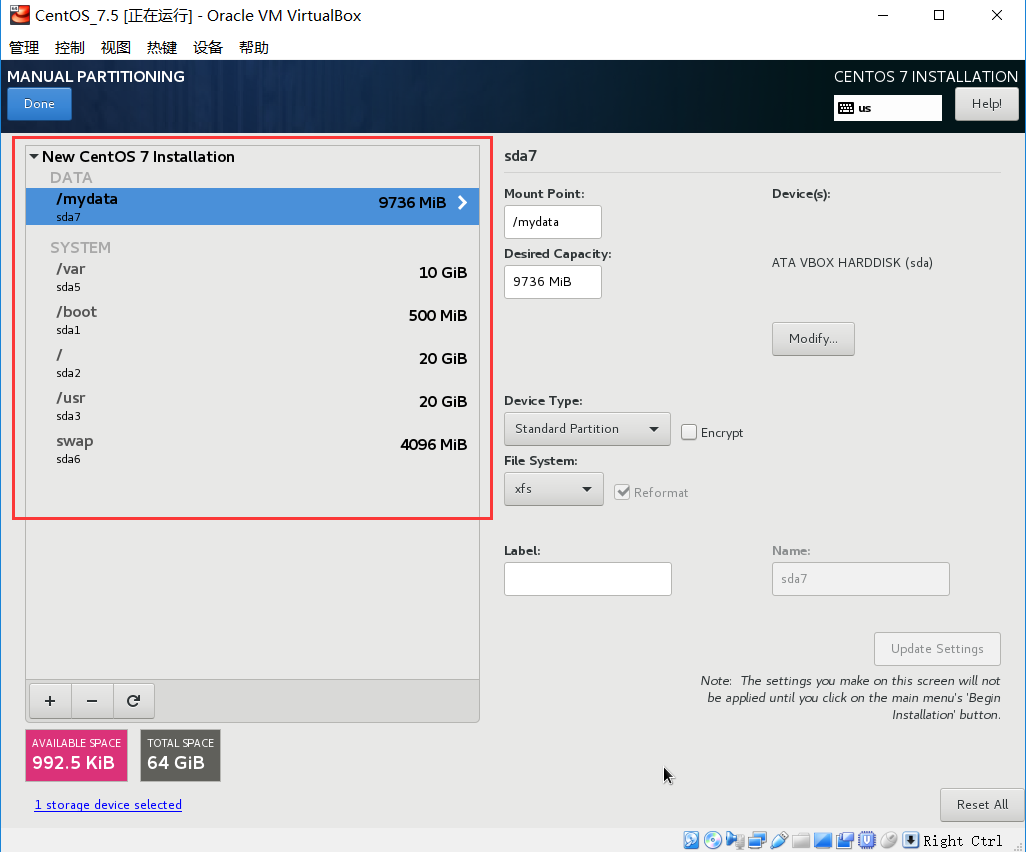 CentOS_7.5 [正在运行] - Oracle VM VirtualBox
管理 控制 视图 热键 设备 帮助
MANUAL PARTITIONING
CENTOS 7 INSTALLATION
Done
us
Help!
New CentOS 7 Installation
DATA
/mydata 9736 MiB
sda7
SYSTEM
/var 10 GiB
sda5
/boot 500 MiB
sda1
/ 20 GiB
sda2
/usr 20 GiB
sda3
swap 4096 MiB
sda6
+ −
AVAILABLE SPACE
992.5 KiB
TOTAL SPACE
64 GiB
1 storage device selected
sda7
Mount Point:
/mydata
Device(s):
Desired Capacity:
9736 MiB
ATA VBOX HARDDISK (sda)
Modify...
Device Type:
Standard Partition
Encrypt
File System:
xfs
Reformat
Label:
Name:
sda7
Update Settings
Note: The settings you make on this screen will not
be applied until you click on the main menu's 'Begin
Installation' button.
Reset All
Right Ctrl